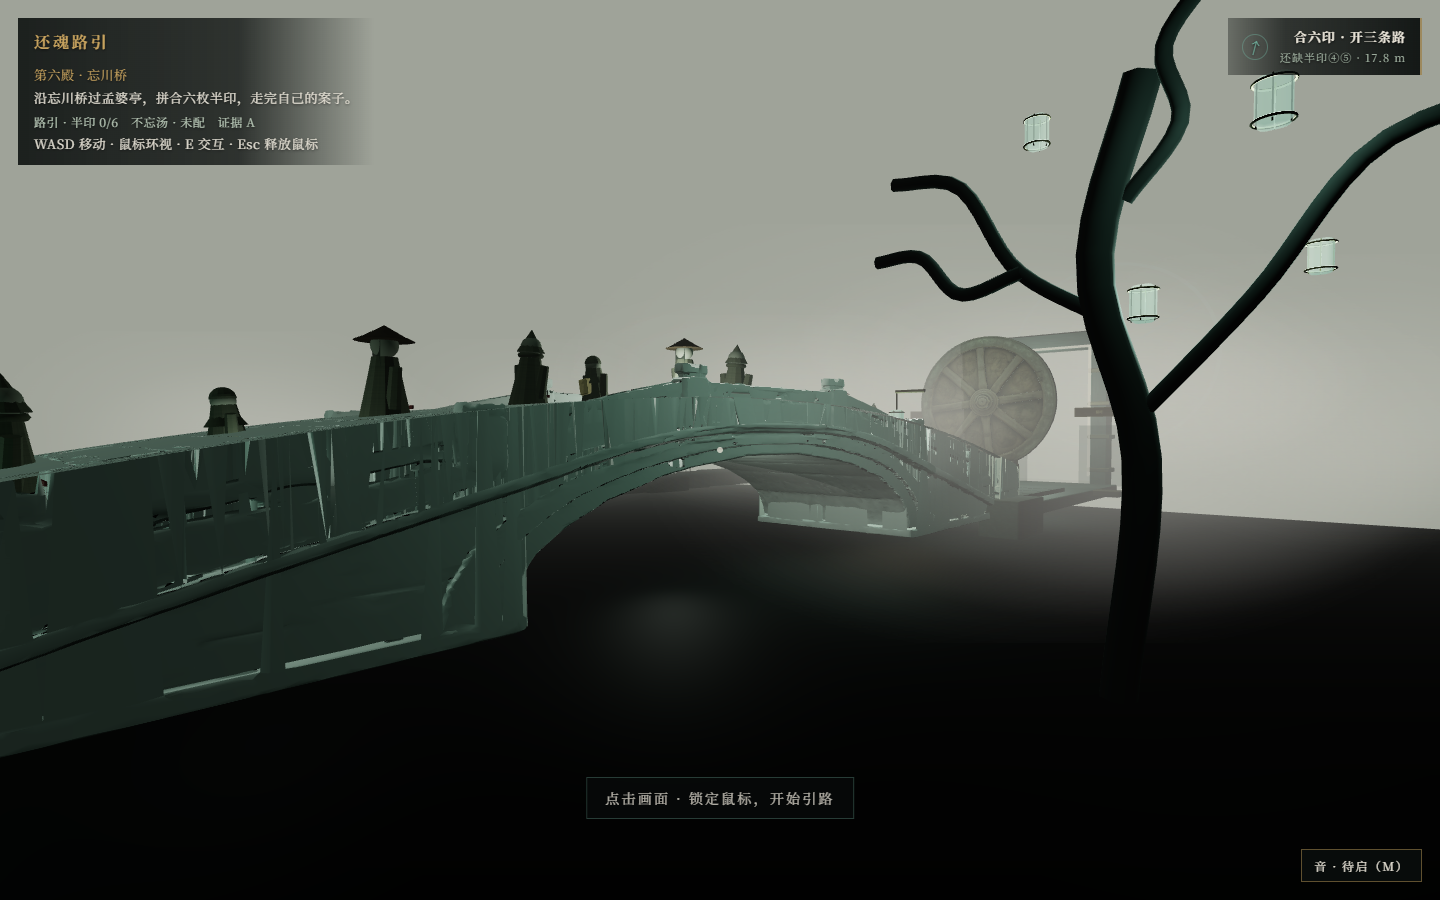 还魂路引
第六殿 · 忘川桥
沿忘川桥过孟婆亭，拼合六枚半印，走完自己的案子。
路引 · 半印 0/6 不忘汤 · 未配 证据 A
WASD 移动 · 鼠标环视 · E 交互 · Esc 释放鼠标
合六印 · 开三条路
还缺半印④⑤ · 17.8 m
点击画面 · 锁定鼠标，开始引路
音 · 待启（M）